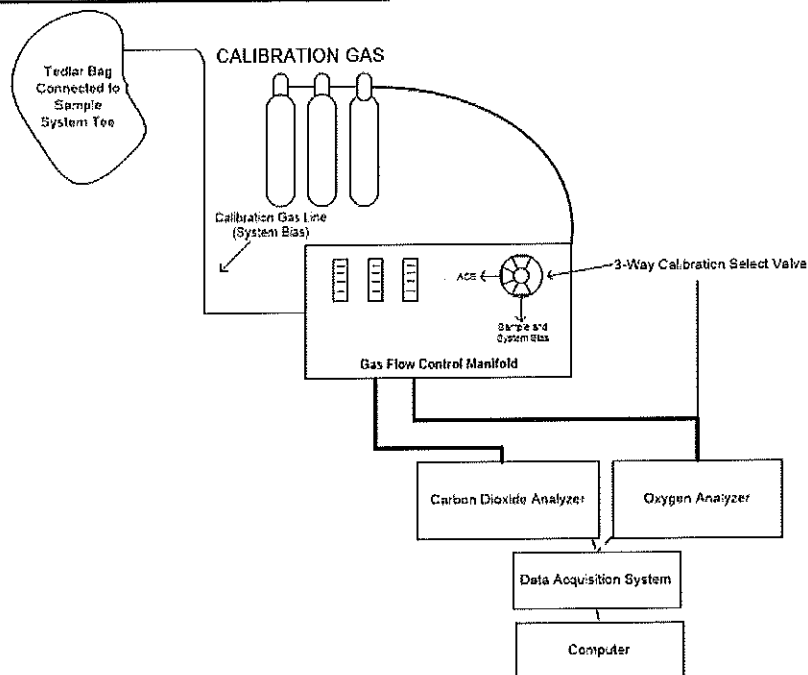 CALIBRATION GAS
Tedlar Bag
Connected to
Sample
System Tee
Calibration Gas Line
(System Bias)
3-Way Calibration Select Valve
ACE
Sample and
System Bias
Gas Flow Control Manifold
Carbon Dioxide Analyzer
Oxygen Analyzer
Data Acquisition System
Computer